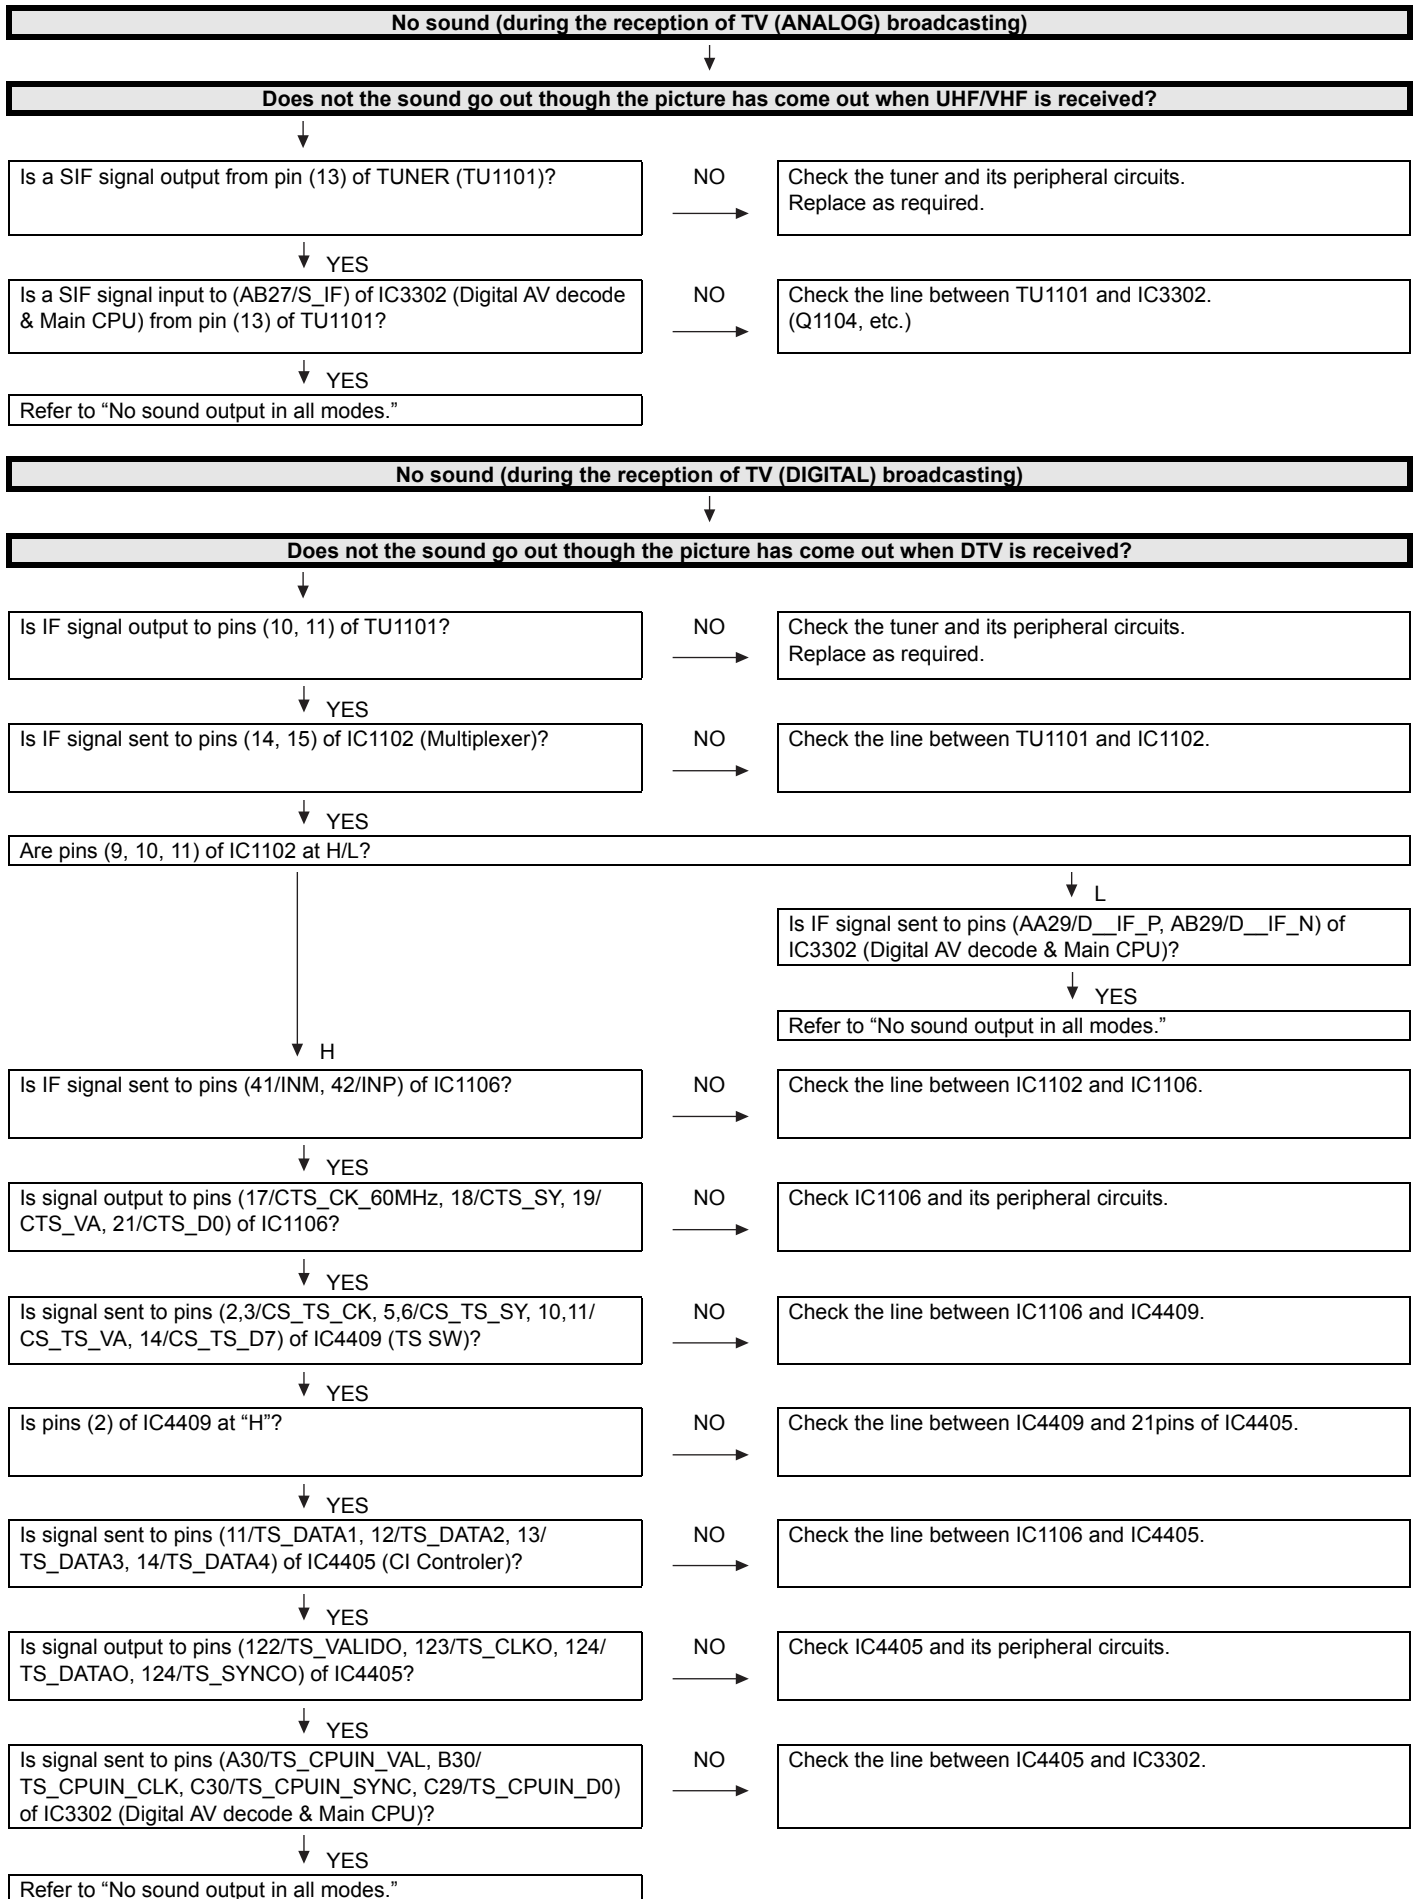 No sound (during the reception of TV (ANALOG) broadcasting)
Does not the sound go out though the picture has come out when UHF/VHF is received?
Is a SIF signal output from pin (13) of TUNER (TU1101)?
NO
Check the tuner and its peripheral circuits.
Replace as required.
YES
Is a SIF signal input to (AB27/S_IF) of IC3302 (Digital AV decode
& Main CPU) from pin (13) of TU1101?
NO
Check the line between TU1101 and IC3302.
(Q1104, etc.)
YES
Refer to “No sound output in all modes.”
No sound (during the reception of TV (DIGITAL) broadcasting)
Does not the sound go out though the picture has come out when DTV is received?
Is IF signal output to pins (10, 11) of TU1101?
NO
Check the tuner and its peripheral circuits.
Replace as required.
YES
Is IF signal sent to pins (14, 15) of IC1102 (Multiplexer)?
NO
Check the line between TU1101 and IC1102.
YES
Are pins (9, 10, 11) of IC1102 at H/L?
L
Is IF signal sent to pins (AA29/D__IF_P, AB29/D__IF_N) of
IC3302 (Digital AV decode & Main CPU)?
YES
Refer to “No sound output in all modes.”
H
Is IF signal sent to pins (41/INM, 42/INP) of IC1106?
NO
Check the line between IC1102 and IC1106.
YES
Is signal output to pins (17/CTS_CK_60MHz, 18/CTS_SY, 19/
CTS_VA, 21/CTS_D0) of IC1106?
NO
Check IC1106 and its peripheral circuits.
YES
Is signal sent to pins (2,3/CS_TS_CK, 5,6/CS_TS_SY, 10,11/
CS_TS_VA, 14/CS_TS_D7) of IC4409 (TS SW)?
NO
Check the line between IC1106 and IC4409.
YES
Is pins (2) of IC4409 at “H”?
NO
Check the line between IC4409 and 21pins of IC4405.
YES
Is signal sent to pins (11/TS_DATA1, 12/TS_DATA2, 13/
TS_DATA3, 14/TS_DATA4) of IC4405 (CI Controler)?
NO
Check the line between IC1106 and IC4405.
YES
Is signal output to pins (122/TS_VALIDO, 123/TS_CLKO, 124/
TS_DATAO, 124/TS_SYNCO) of IC4405?
NO
Check IC4405 and its peripheral circuits.
YES
Is signal sent to pins (A30/TS_CPUIN_VAL, B30/
TS_CPUIN_CLK, C30/TS_CPUIN_SYNC, C29/TS_CPUIN_D0)
of IC3302 (Digital AV decode & Main CPU)?
NO
Check the line between IC4405 and IC3302.
YES
Refer to “No sound output in all modes.”